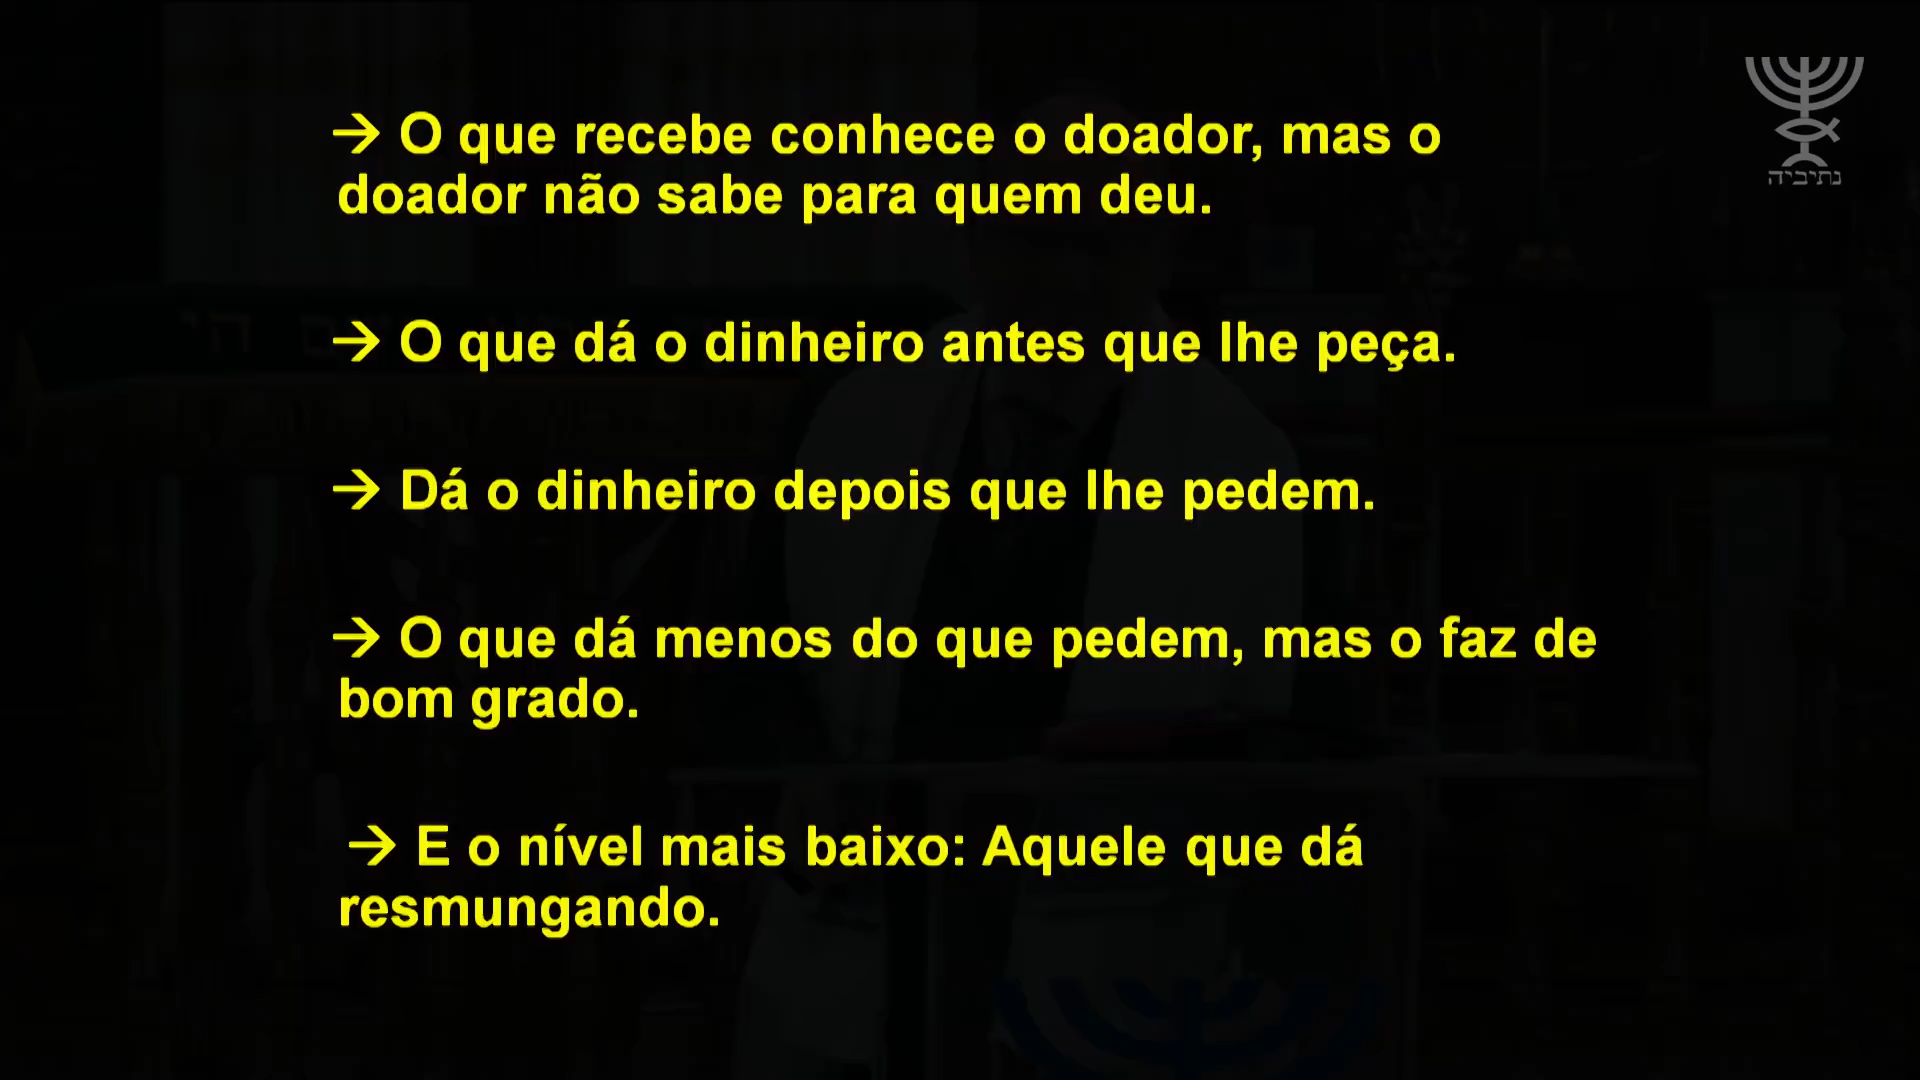 → O que recebe conhece o doador, mas o
doador não sabe para quem deu.
→ O que dá o dinheiro antes que lhe peça.
→ Dá o dinheiro depois que lhe pedem.
→ O que dá menos do que pedem, mas o faz de
bom grado.
→ E o nível mais baixo: Aquele que dá
resmungando.
נתיביה